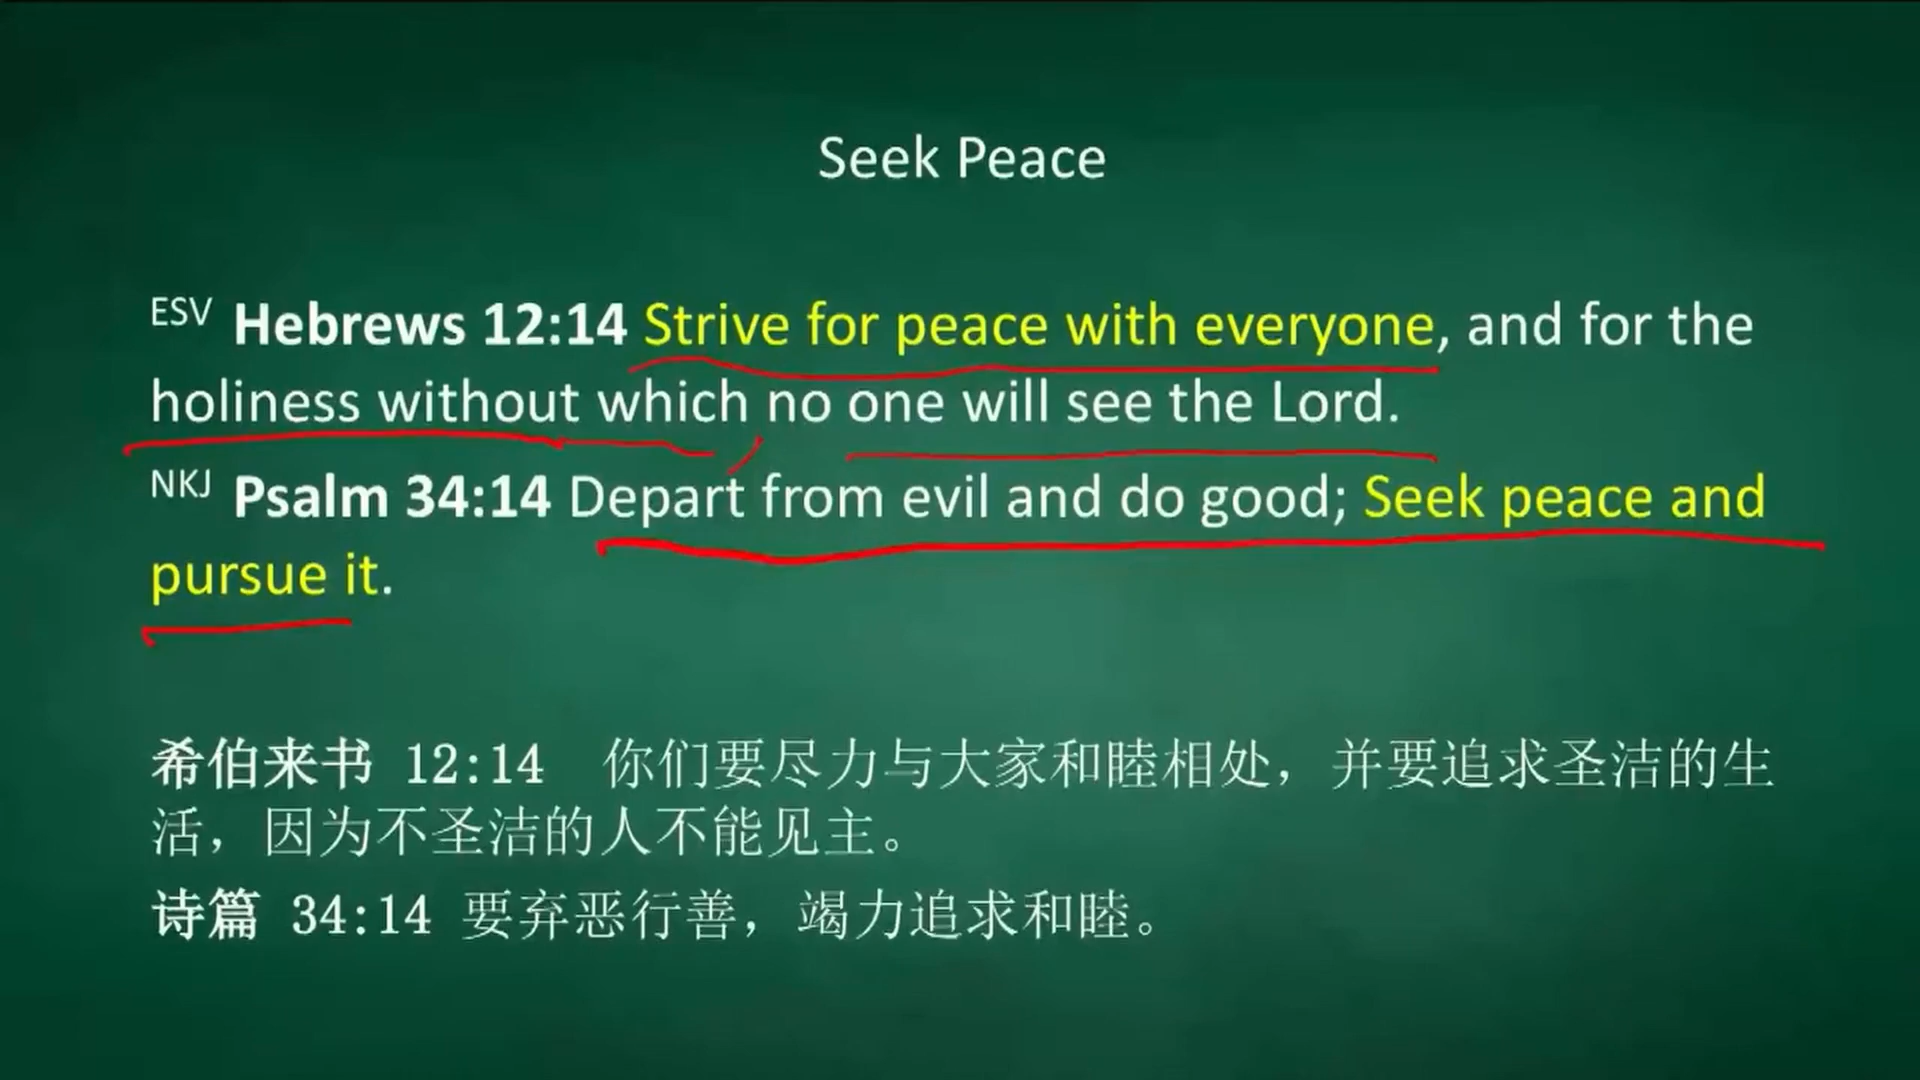 Seek Peace
ESV Hebrews 12:14 Strive for peace with everyone, and for the
holiness without which no one will see the Lord.
NKJ Psalm 34:14 Depart from evil and do good; Seek peace and
pursue it.
希伯来书 12:14 你们要尽力与大家和睦相处，并要追求圣洁的生
活，因为不圣洁的人不能见主。
诗篇 34:14 要弃恶行善，竭力追求和睦。